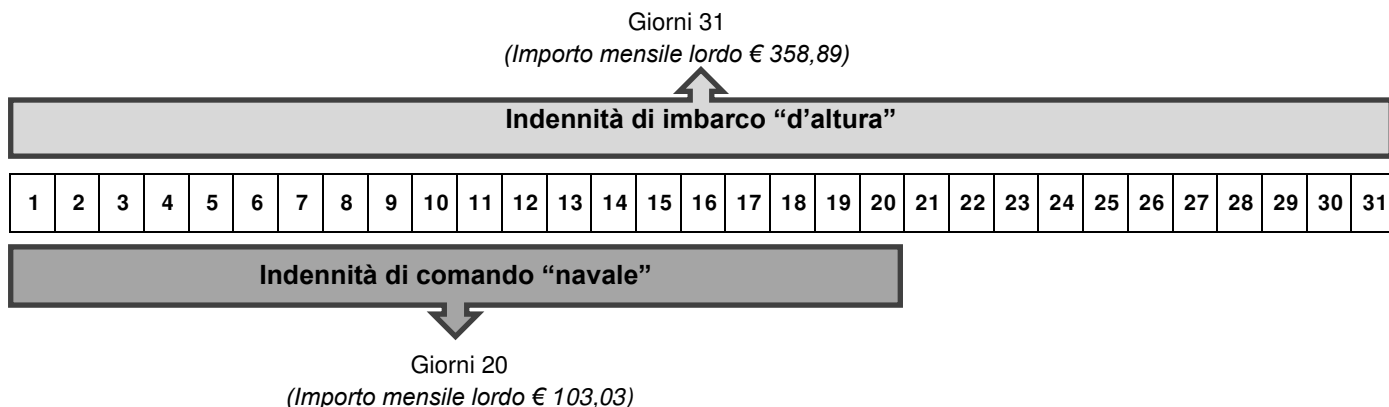 Giorni 31
(Importo mensile lordo € 358,89)
Indennità di imbarco “d’altura”
1 2 3 4 5 6 7 8 9 10 11 12 13 14 15 16 17 18 19 20 21 22 23 24 25 26 27 28 29 30 31
Indennità di comando “navale”
Giorni 20
(Importo mensile lordo € 103,03)